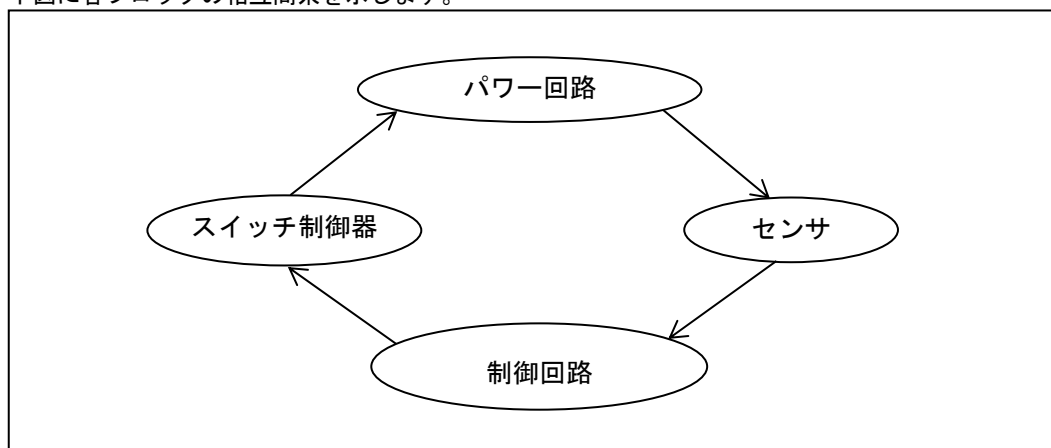 下図に各ブロックの相互関系を示します。
パワー回路
スイッチ制御器
センサ
制御回路